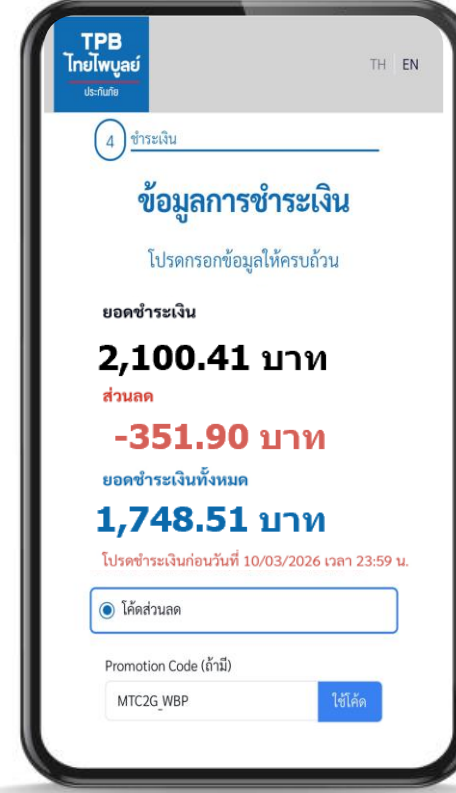 TPB
ไทยไพบูลย์
ประกันภัย
TH EN
4 ชำระเงิน
ข้อมูลการชำระเงิน
โปรดกรอกข้อมูลให้ครบถ้วน
ยอดชำระเงิน
2,100.41 บาท
ส่วนลด
-351.90 บาท
ยอดชำระเงินทั้งหมด
1,748.51 บาท
โปรดชำระเงินก่อนวันที่ 10/03/2026 เวลา 23:59 น.
โค้ดส่วนลด
Promotion Code (ถ้ามี)
MTC2G_WBP ใช้โค้ด